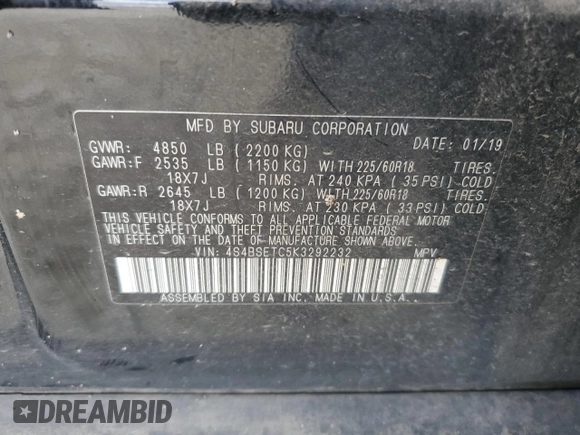 MFD BY SUBARU CORPORATION
GVWR: 4850 LB (2200 KG) DATE: 01/19
GAWR:F 2535 LB (1150 KG) WITH 225/60R18 TIRES.
18X7J RIMS. AT 240 KPA (35 PSI) COLD
GAWR:R 2645 LB (1200 KG) WITH 225/60R18 TIRES.
18X7J RIMS. AT 230 KPA (33 PSI) COLD
THIS VEHICLE CONFORMS TO ALL APPLICABLE FEDERAL MOTOR
VEHICLE SAFETY AND THEFT PREVENTION STANDARDS
IN EFFECT ON THE DATE OF MANUFACTURE SHOWN ABOVE.
VIN: 4S4BSETC5K3292232 MPV
ASSEMBLED BY SIA INC. MADE IN U.S.A.
DREAMBID